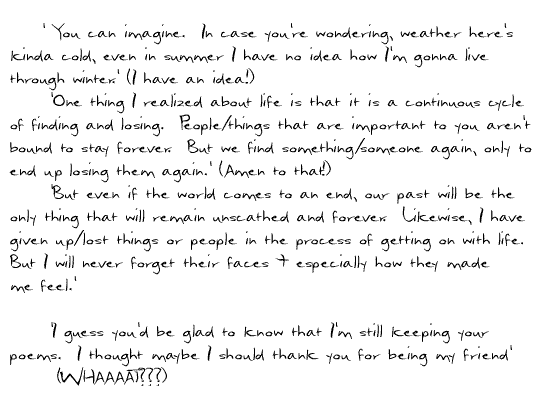 ' You can imagine. In case you're wondering, weather here's
kinda cold, even in summer I have no idea how I'm gonna live
through winter.' (I have an idea!)
'One thing I realized about life is that it is a continuous cycle
of finding and losing. People/things that are important to you aren't
bound to stay forever. But we find something/someone again, only to
end up losing them again.' (Amen to that!)
'But even if the world comes to an end, our past will be the
only thing that will remain unscathed and forever. Likewise, I have
given up/lost things or people in the process of getting on with life.
But I will never forget their faces + especially how they made
me feel.'
'I guess you'd be glad to know that I'm still keeping your
poems. I thought maybe I should thank you for being my friend'
(WHAAAAT???)